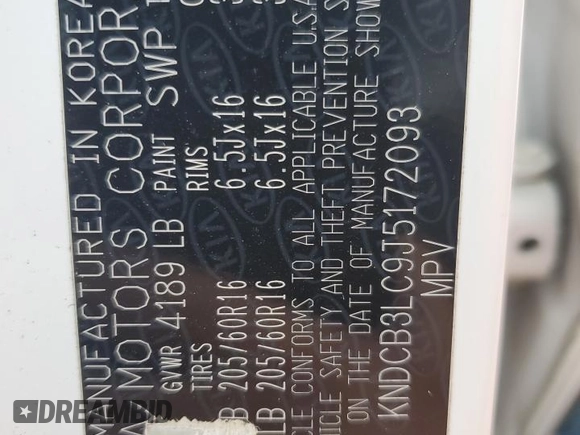 MANUFACTURED IN KOREA
MOTORS CORPOR
GVWR 4189 LB PAINT SWP T
TIRES RIMS
LB 205/60R16 6.5Jx16
LB 205/60R16 6.5Jx16
CLE CONFORMS TO ALL APPLICABLE U.S.A
ICLE SAFETY AND THEFT PREVENTION S
ON THE DATE OF MANUFACTURE SHOW
KNDCB3LC9J5172093
MPV
KIA
DREAMBID